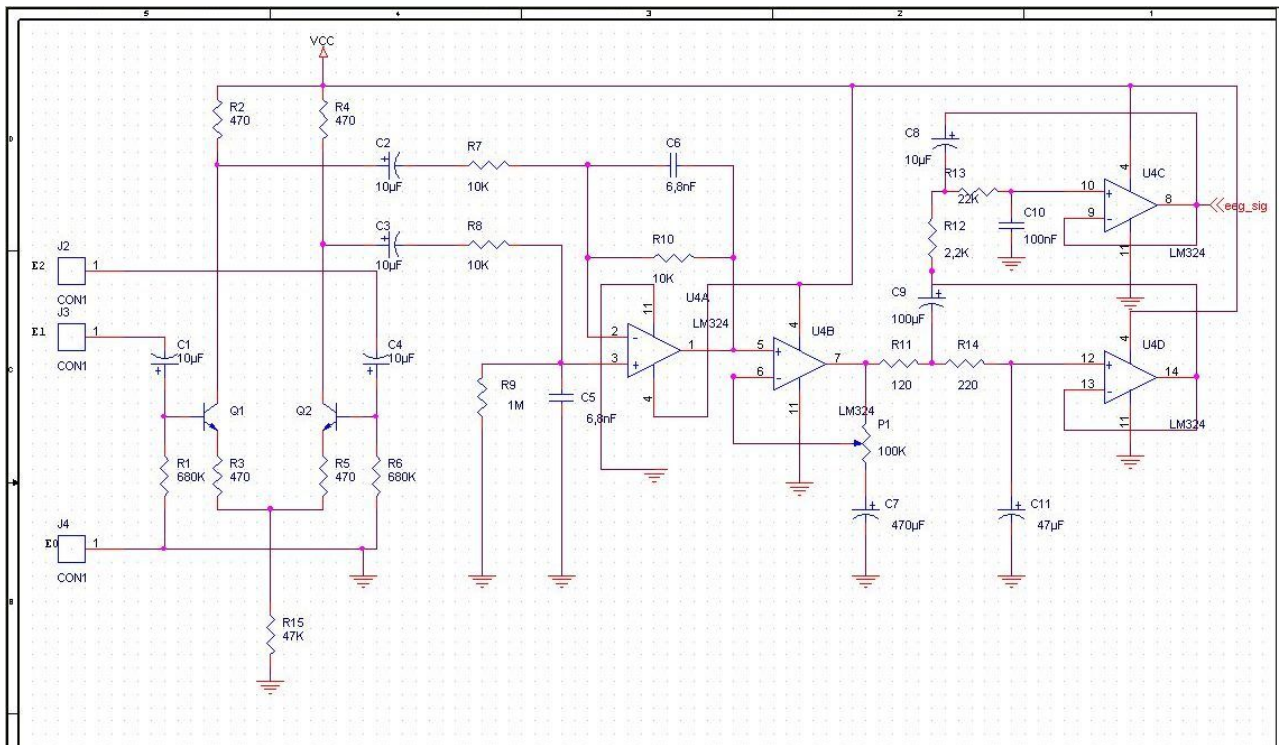 5 4 3 2 1
VCC
R2
470
R4
470
C2
10µF
R7
10K
C6
6,8nF
C8
10µF
R13
22K
U4C
4
10
9
8
11
LM324
eeg_sig
C10
100nF
R12
2,2K
C3
10µF
R8
10K
R10
10K
J2
E2
1
CON1
J3
E1
1
CON1
C1
10µF
C4
10µF
U4A
11
2
3
1
4
LM324
U4B
4
5
6
7
11
LM324
C9
100µF
R11
120
R14
220
U4D
4
12
13
14
11
LM324
R9
1M
C5
6,8nF
P1
100K
Q1
Q2
R1
680K
R3
470
R5
470
R6
680K
C7
470µF
C11
47µF
J4
E0
1
CON1
R15
47K
D
D
C
C
B
B